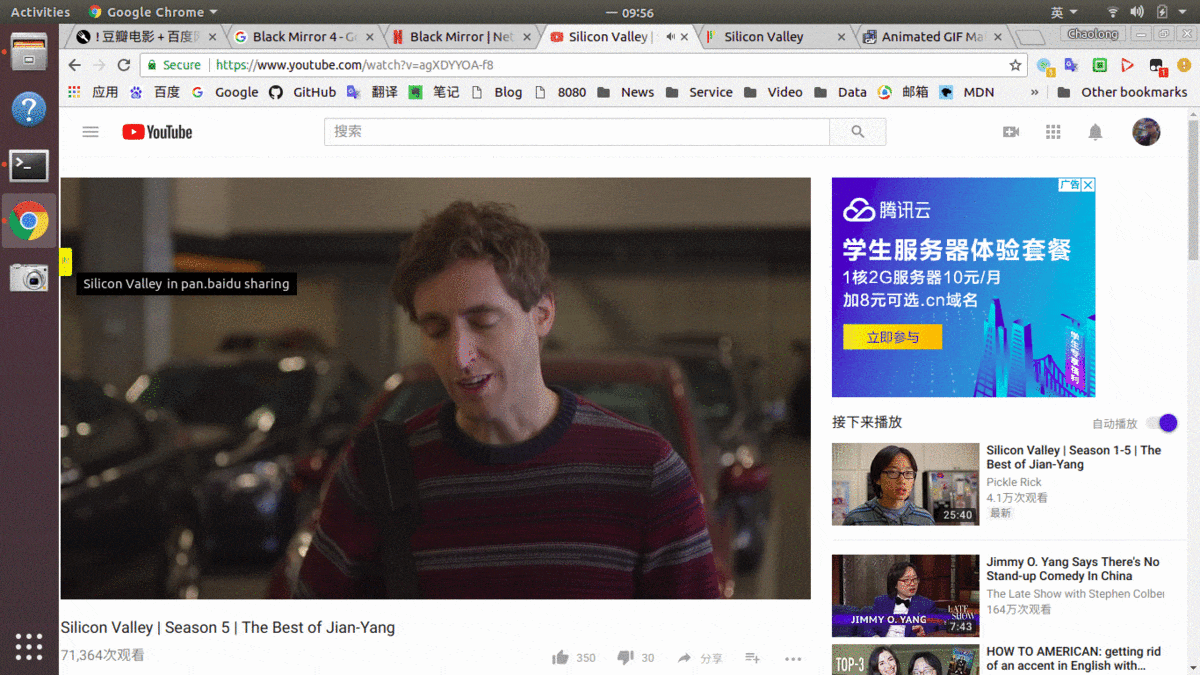 Activities
Google Chrome
09:56
英
! 豆瓣电影 + 百度
Black Mirror 4 - Go
Black Mirror | Net
Silicon Valley |
Silicon Valley
Animated GIF Ma
Chaolong
Secure
https://www.youtube.com/watch?v=agXDYYOA-f8
应用
百度
Google
GitHub
翻译
笔记
Blog
8080
News
Service
Video
Data
邮箱
MDN
»
Other bookmarks
YouTube
搜索
Silicon Valley in pan.baidu sharing
广告
腾讯云
学生服务器体验套餐
1核2G服务器10元/月
加8元可选.cn域名
立即参与
学生专享福利
接下来播放
自动播放
Silicon Valley | Season 1-5 | The
Best of Jian-Yang
Pickle Rick
4.1万次观看
最新
25:40
Jimmy O. Yang Says There's No
Stand-up Comedy In China
The Late Show with Stephen Colber
164万次观看
JIMMY O. YANG
LATE
SHOW
7:43
HOW TO AMERICAN: getting rid
of an accent in English with...
TOP-3
Silicon Valley | Season 5 | The Best of Jian-Yang
71,364次观看
350
30
分享